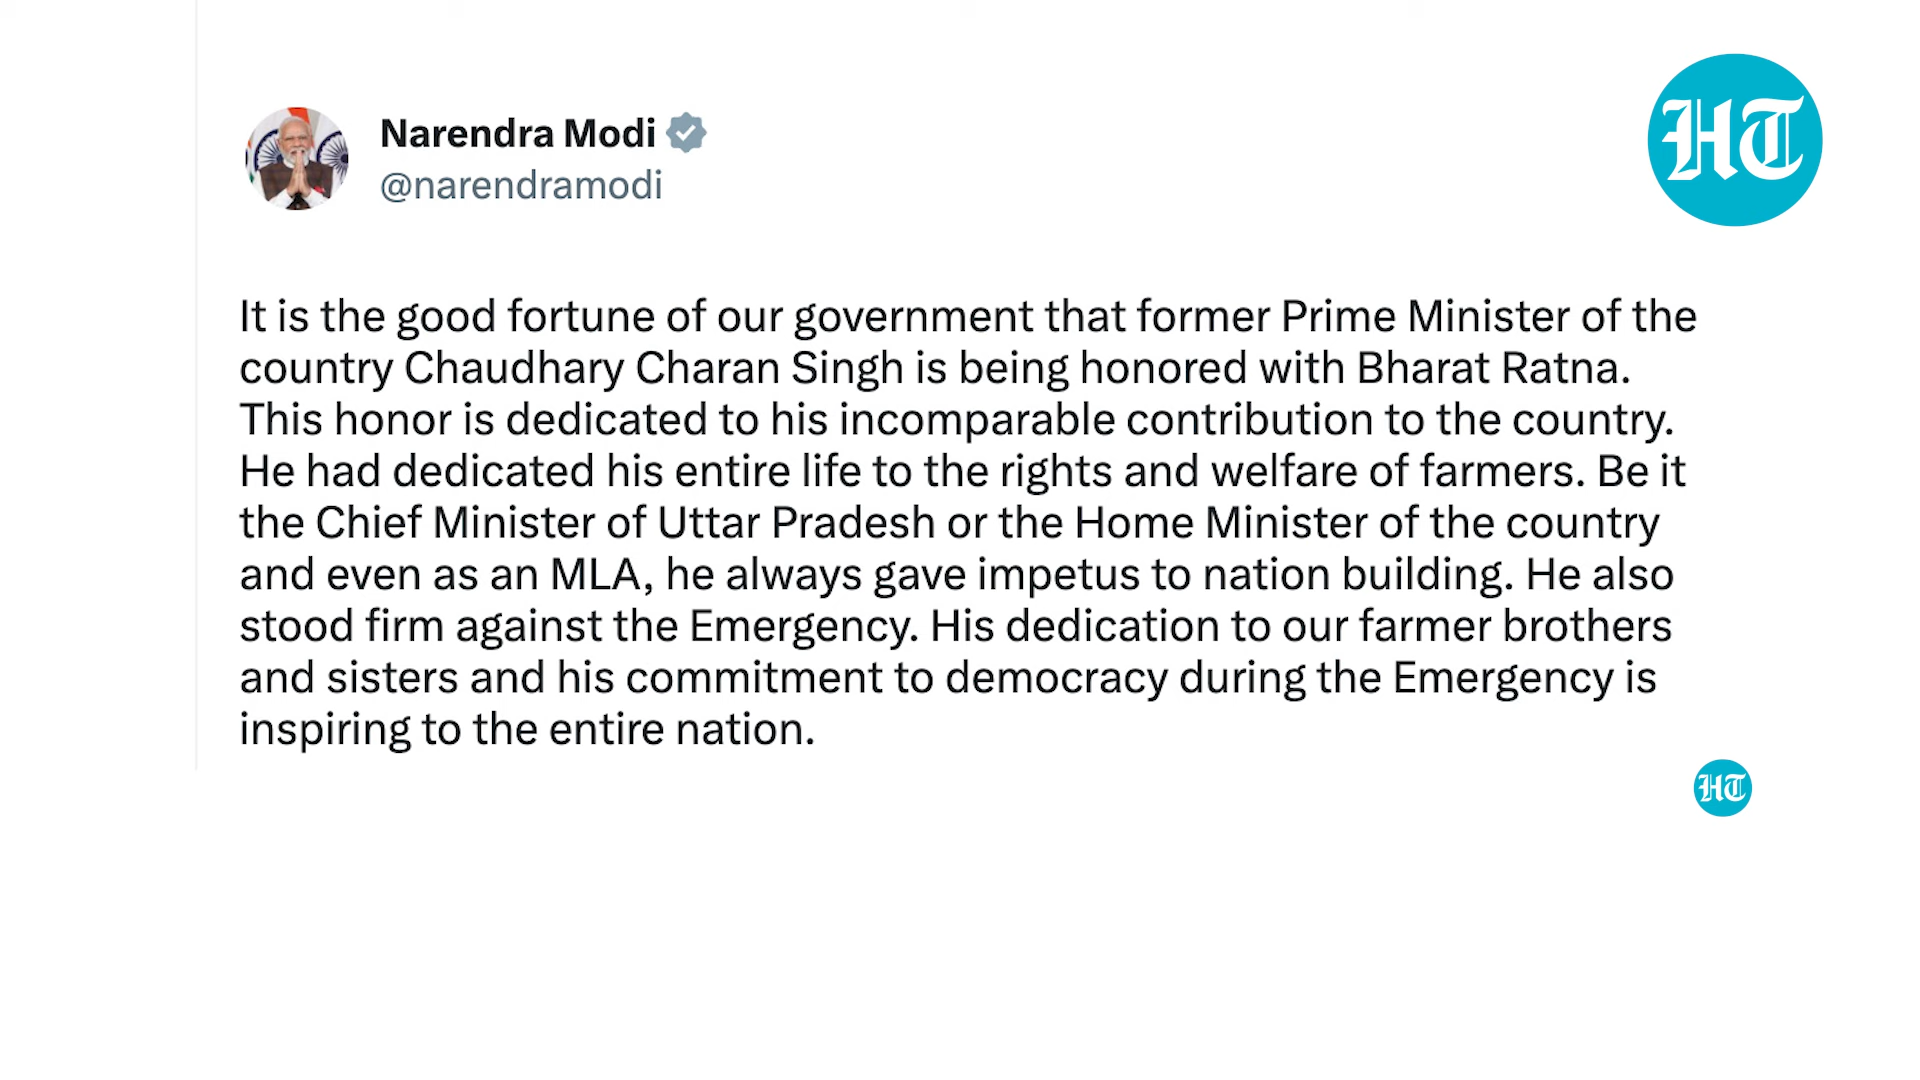 Narendra Modi
@narendramodi
HT
It is the good fortune of our government that former Prime Minister of the
country Chaudhary Charan Singh is being honored with Bharat Ratna.
This honor is dedicated to his incomparable contribution to the country.
He had dedicated his entire life to the rights and welfare of farmers. Be it
the Chief Minister of Uttar Pradesh or the Home Minister of the country
and even as an MLA, he always gave impetus to nation building. He also
stood firm against the Emergency. His dedication to our farmer brothers
and sisters and his commitment to democracy during the Emergency is
inspiring to the entire nation.
HT